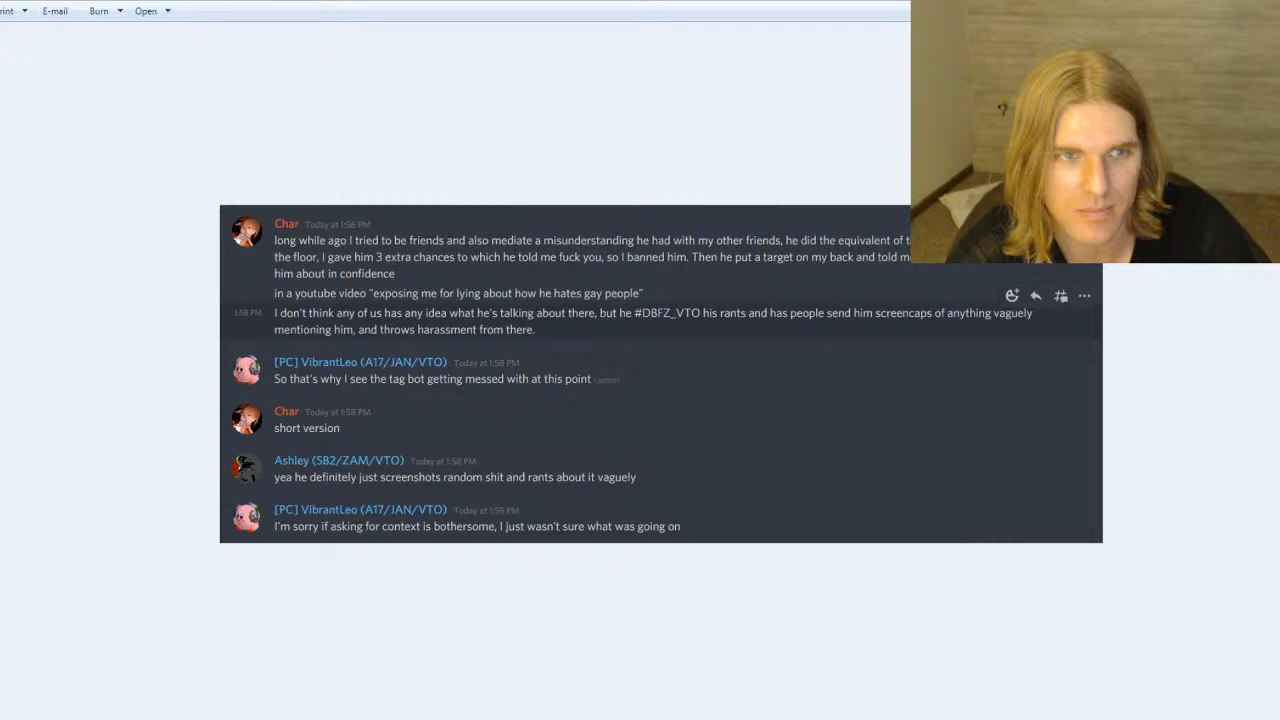 E-mail
Burn
Open
Char Today at 1:56 PM
long while ago I tried to be friends and also mediate a misunderstanding he had with my other friends, he did the equivalent of
the floor, I gave him 3 extra chances to which he told me fuck you, so I banned him. Then he put a target on my back and told
him about in confidence
in a youtube video "exposing me for lying about how he hates gay people"
1:58 PM I don't think any of us has any idea what he's talking about there, but he #DBFZ_VTO his rants and has people send him screencaps of anything vaguely
mentioning him, and throws harassment from there.
[PC] VibrantLeo (A17/JAN/VTO) Today at 1:58 PM
So that's why I see the tag bot getting messed with at this point (edited)
Char Today at 1:58 PM
short version
Ashley (SB2/ZAM/VTO) Today at 1:58 PM
yea he definitely just screenshots random shit and rants about it vaguely
[PC] VibrantLeo (A17/JAN/VTO) Today at 1:59 PM
I'm sorry if asking for context is bothersome, I just wasn't sure what was going on